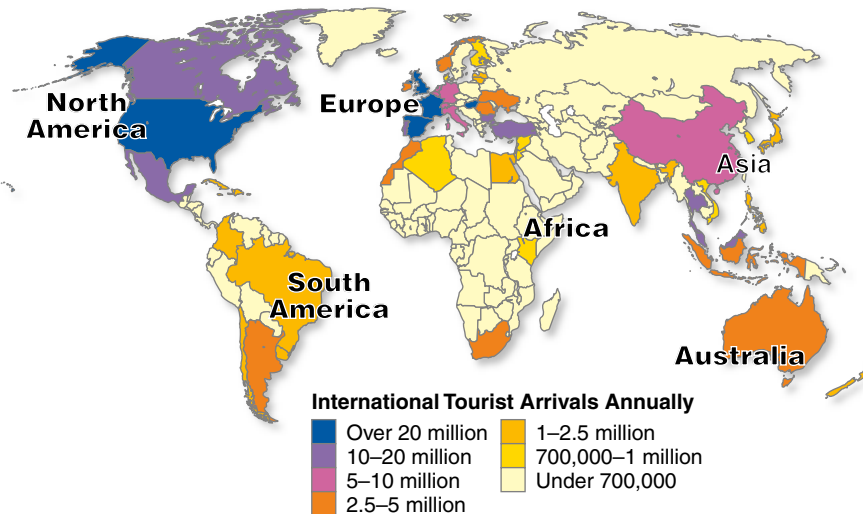 North
America
Europe
Asia
Africa
South
America
Australia
International Tourist Arrivals Annually
Over 20 million
10–20 million
5–10 million
2.5–5 million
1–2.5 million
700,000–1 million
Under 700,000